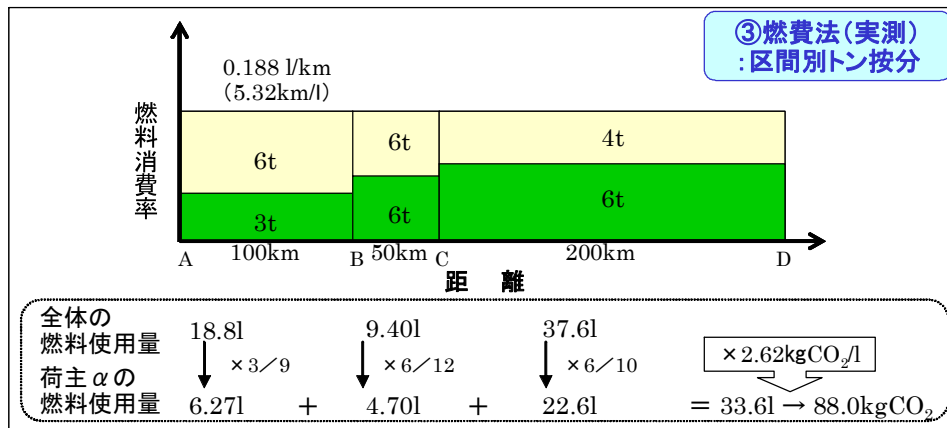 ③燃費法(実測)
:区間別トン按分
0.188 l/km
(5.32km/l)
燃料消費率
6t
6t
4t
3t
6t
6t
A
100km
B
50km
C
200km
D
距 離
全体の
燃料使用量
18.8l
9.40l
37.6l
×3/9
×6/12
×6/10
×2.62kgCO₂/l
荷主αの
燃料使用量
6.27l + 4.70l + 22.6l = 33.6l → 88.0kgCO₂